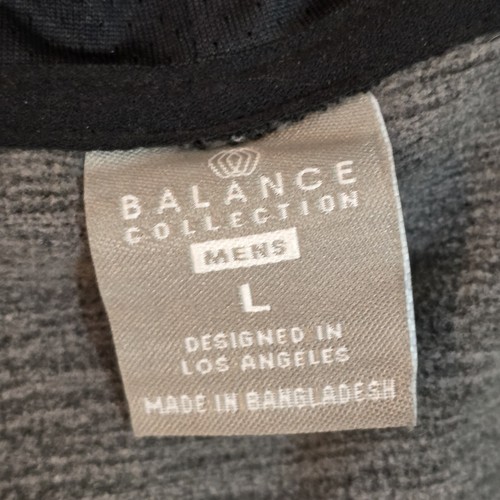 BALANCE
COLLECTION
MENS
L
DESIGNED IN
LOS ANGELES
MADE IN BANGLADESH